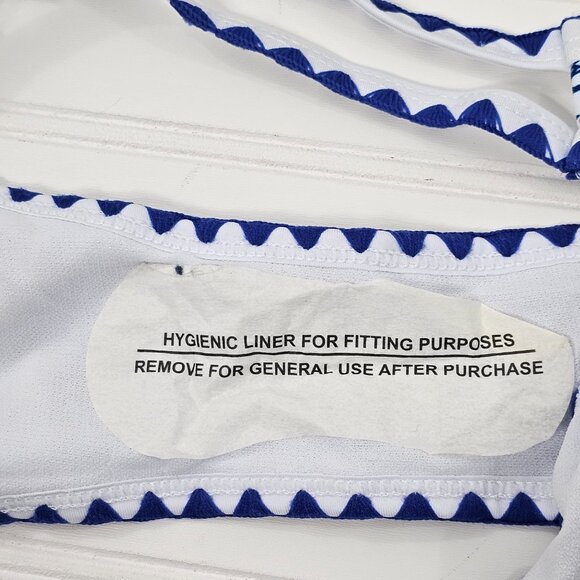 HYGIENIC LINER FOR FITTING PURPOSES
REMOVE FOR GENERAL USE AFTER PURCHASE